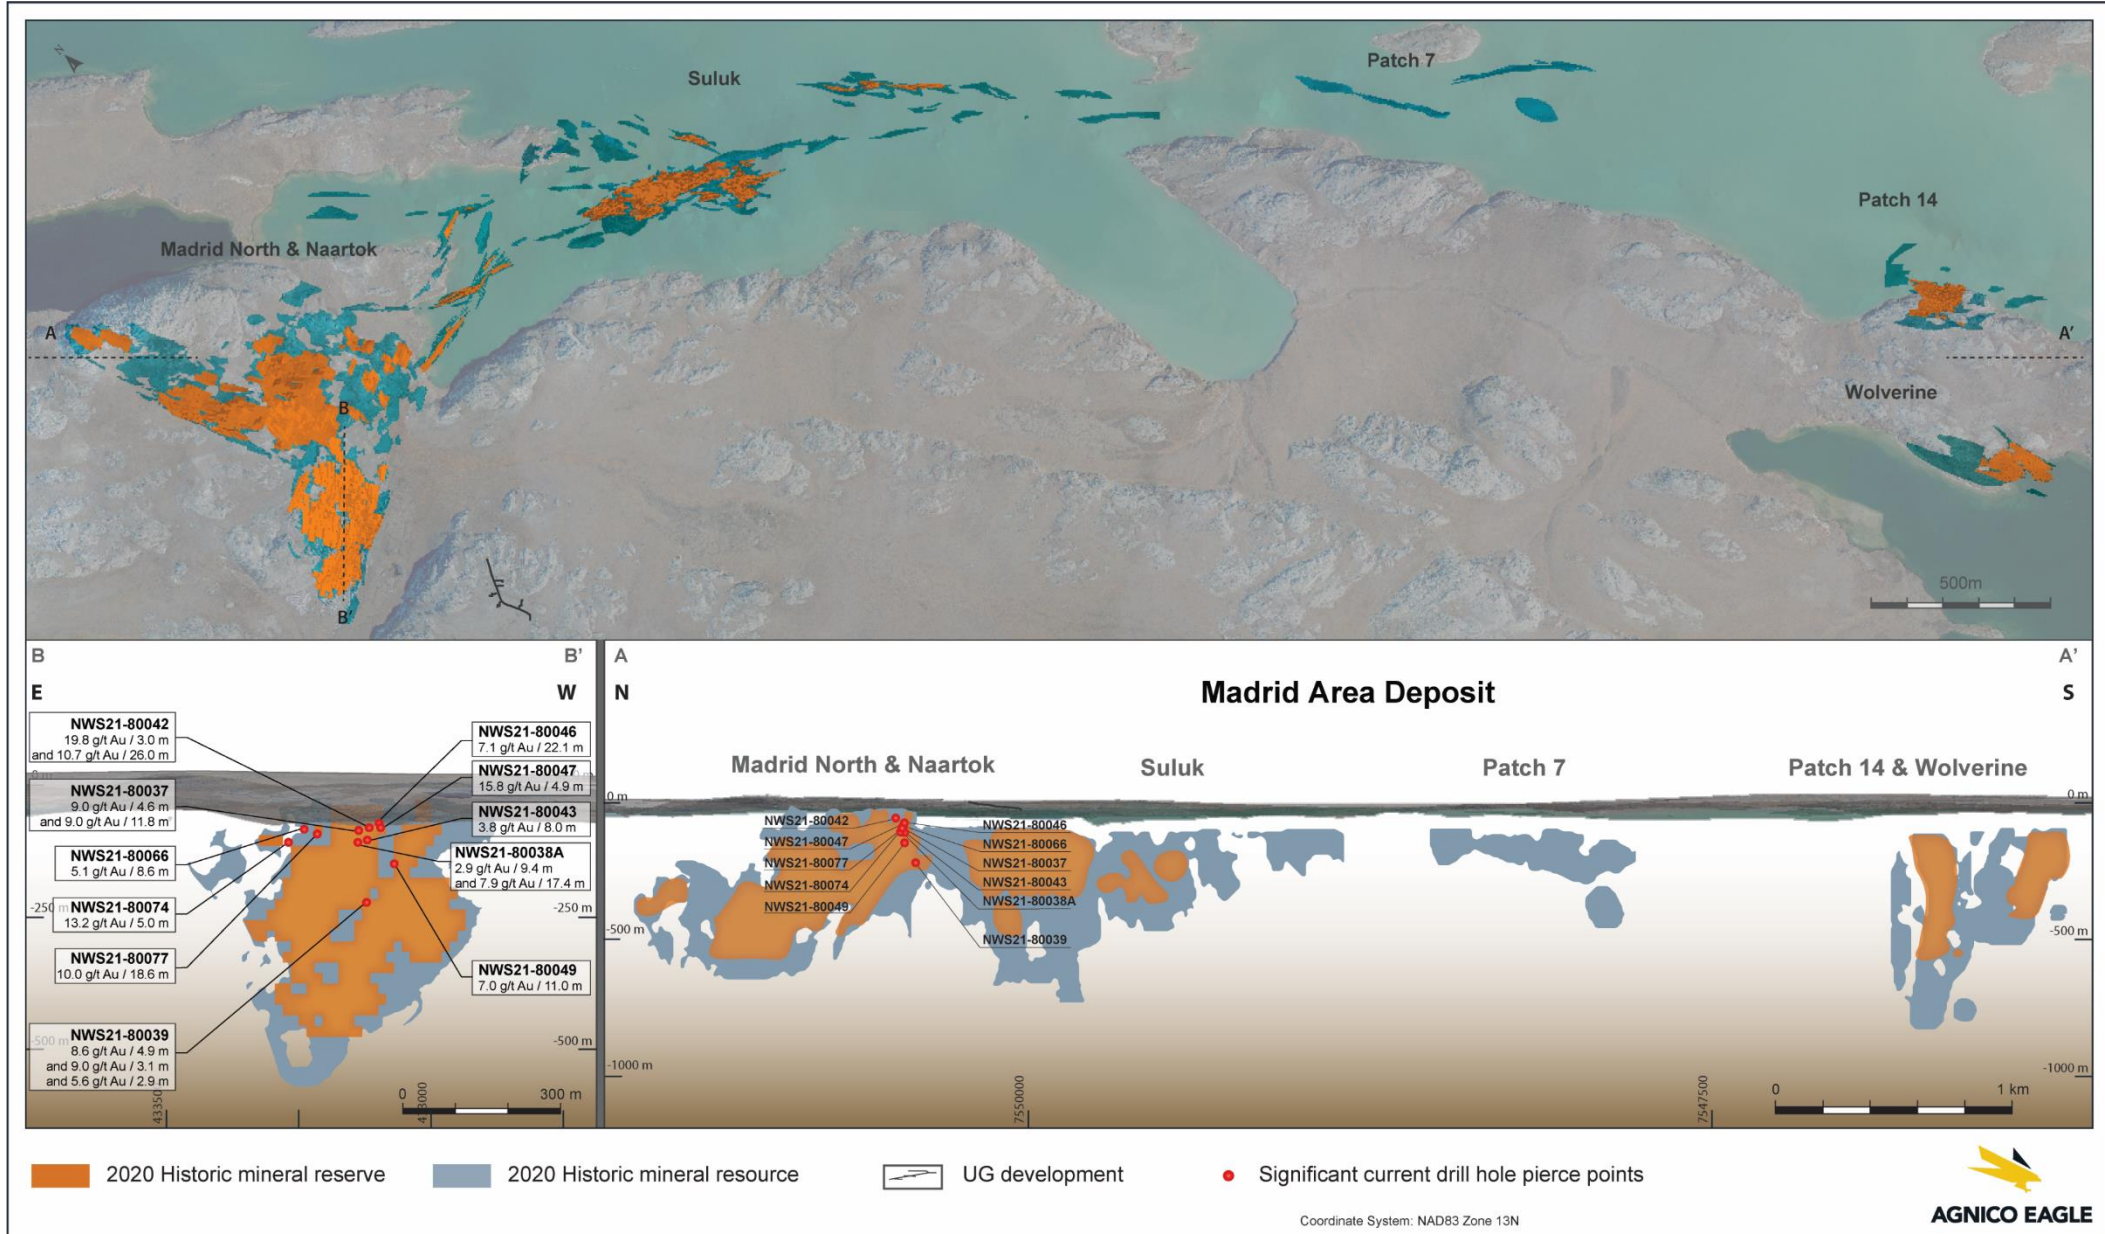 N
Suluk
Patch 7
Patch 14
Madrid North & Naartok
A
A'
Wolverine
B
B'
500m
B
B'
E
W
NWS21-80042
19.8 g/t Au / 3.0 m
and 10.7 g/t Au / 26.0 m
NWS21-80046
7.1 g/t Au / 22.1 m
NWS21-80047
15.8 g/t Au / 4.9 m
NWS21-80037
9.0 g/t Au / 4.6 m
and 9.0 g/t Au / 11.8 m
NWS21-80043
3.8 g/t Au / 8.0 m
NWS21-80066
5.1 g/t Au / 8.6 m
NWS21-80038A
2.9 g/t Au / 9.4 m
and 7.9 g/t Au / 17.4 m
-250 m
-250 m
NWS21-80074
13.2 g/t Au / 5.0 m
NWS21-80077
10.0 g/t Au / 18.6 m
NWS21-80049
7.0 g/t Au / 11.0 m
NWS21-80039
8.6 g/t Au / 4.9 m
and 9.0 g/t Au / 3.1 m
and 5.6 g/t Au / 2.9 m
-500 m
-500 m
0
300 m
A
A'
N
S
Madrid Area Deposit
Madrid North & Naartok
Suluk
Patch 7
Patch 14 & Wolverine
0 m
0 m
NWS21-80042
NWS21-80047
NWS21-80077
NWS21-80074
NWS21-80049
NWS21-80046
NWS21-80066
NWS21-80037
NWS21-80043
NWS21-80038A
NWS21-80039
-500 m
-500 m
-1000 m
-1000 m
7550000
7547500
0
1 km
2020 Historic mineral reserve
2020 Historic mineral resource
UG development
Significant current drill hole pierce points
Coordinate System: NAD83 Zone 13N
AGNICO EAGLE